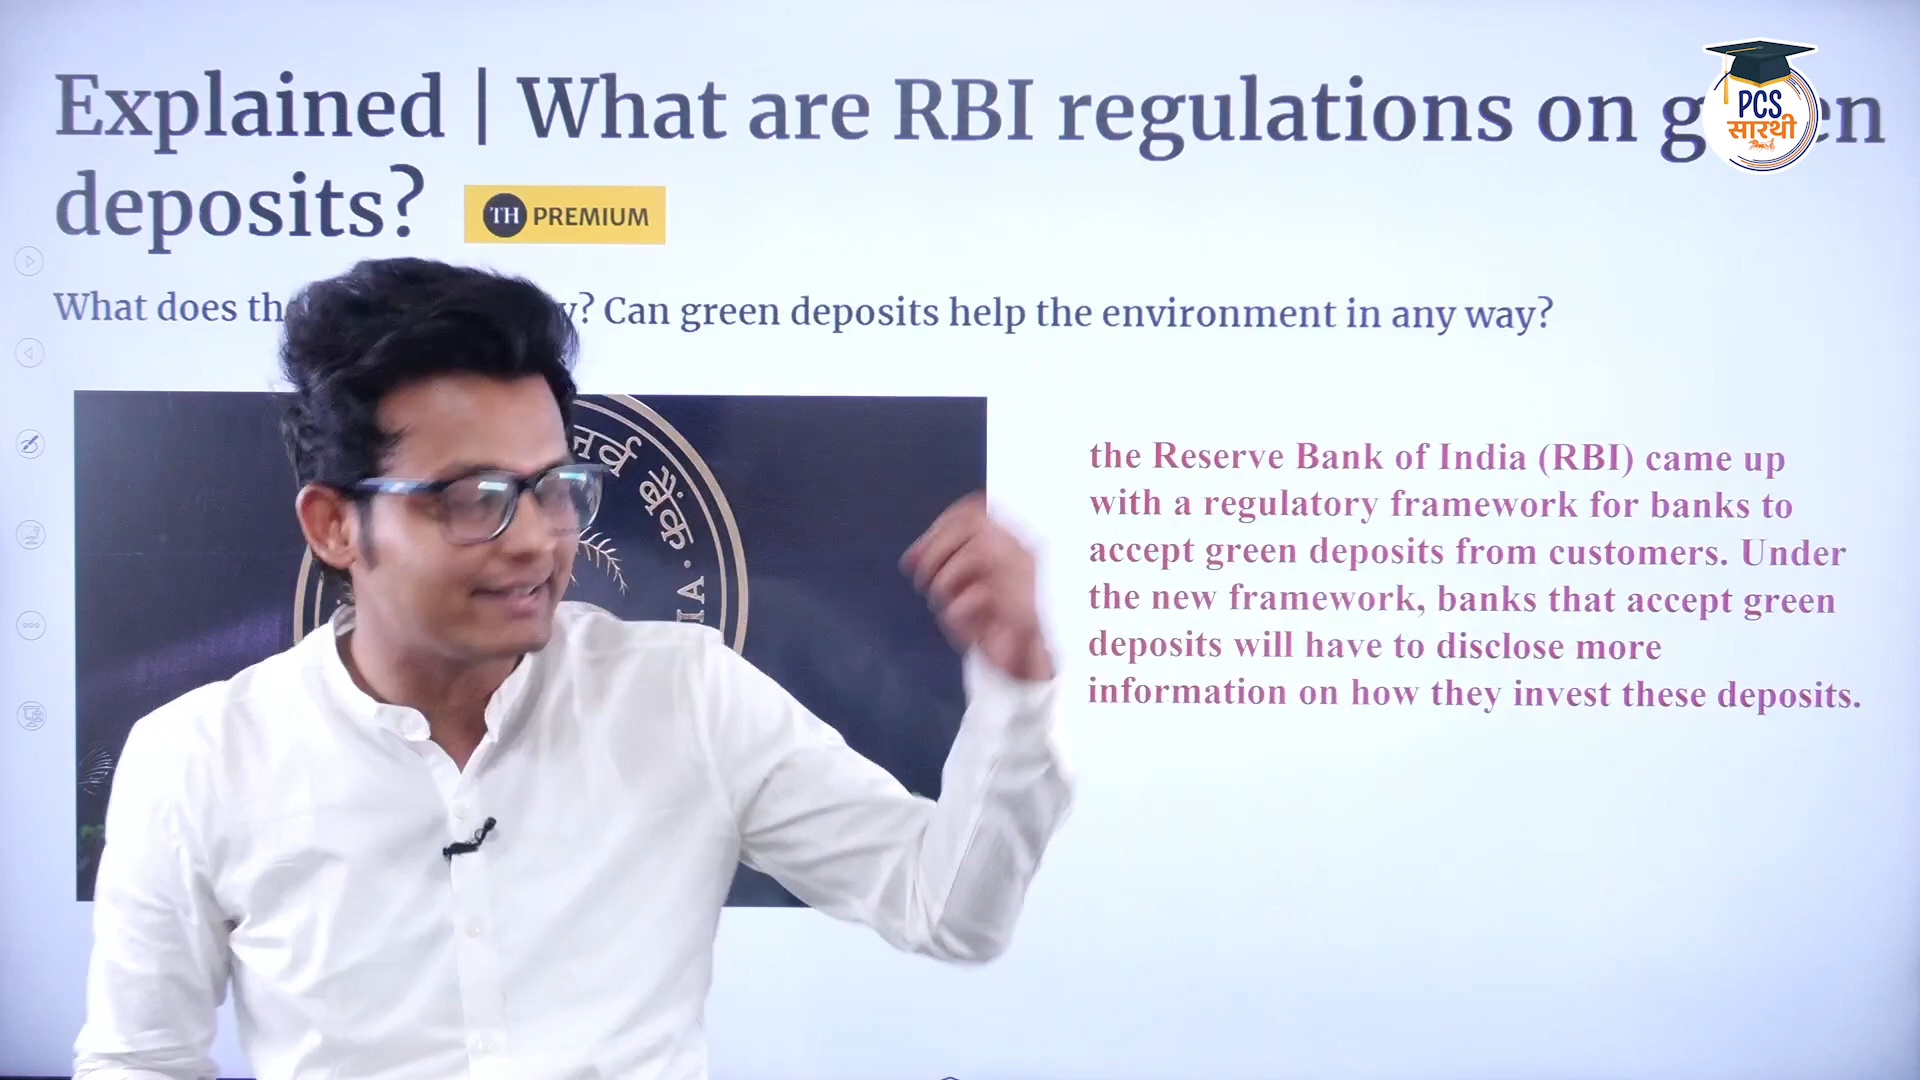 Explained | What are RBI regulations on g en
deposits?
TH PREMIUM
PCS
सारथी
What does th y? Can green deposits help the environment in any way?
र्व बैंक
IA
the Reserve Bank of India (RBI) came up
with a regulatory framework for banks to
accept green deposits from customers. Under
the new framework, banks that accept green
deposits will have to disclose more
information on how they invest these deposits.